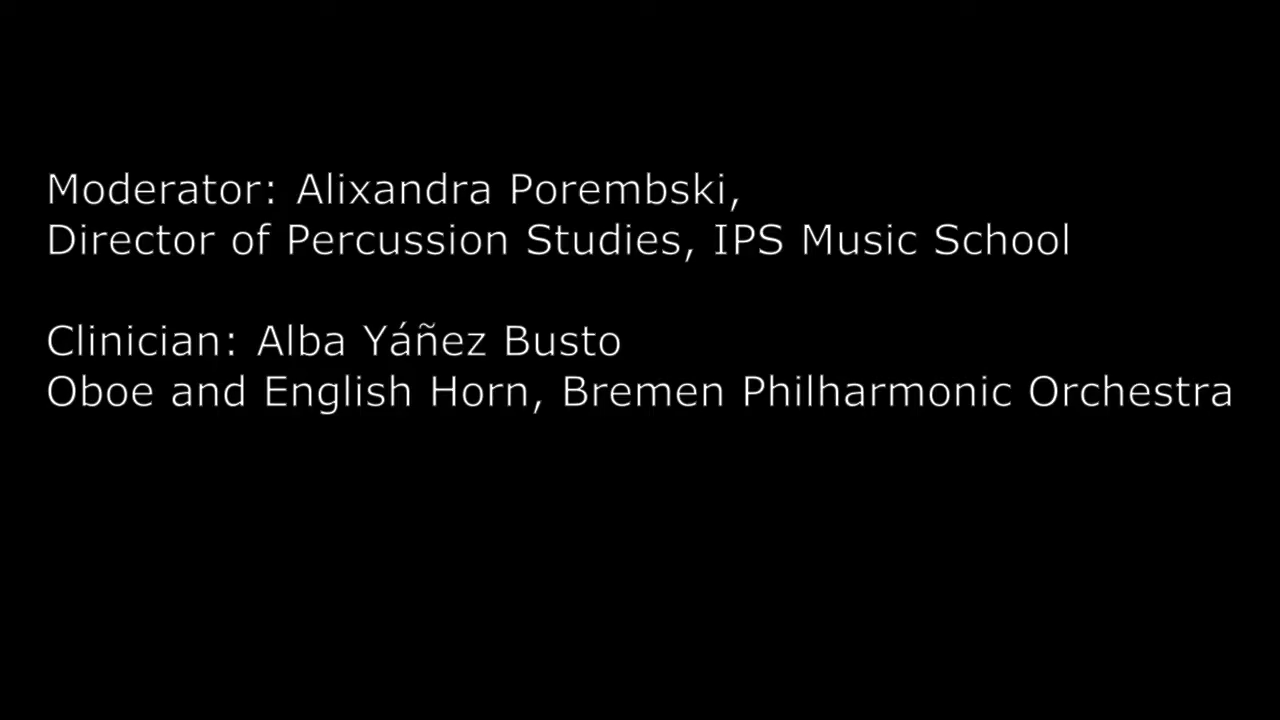 Moderator: Alixandra Porembski,
Director of Percussion Studies, IPS Music School
Clinician: Alba Yáñez Busto
Oboe and English Horn, Bremen Philharmonic Orchestra